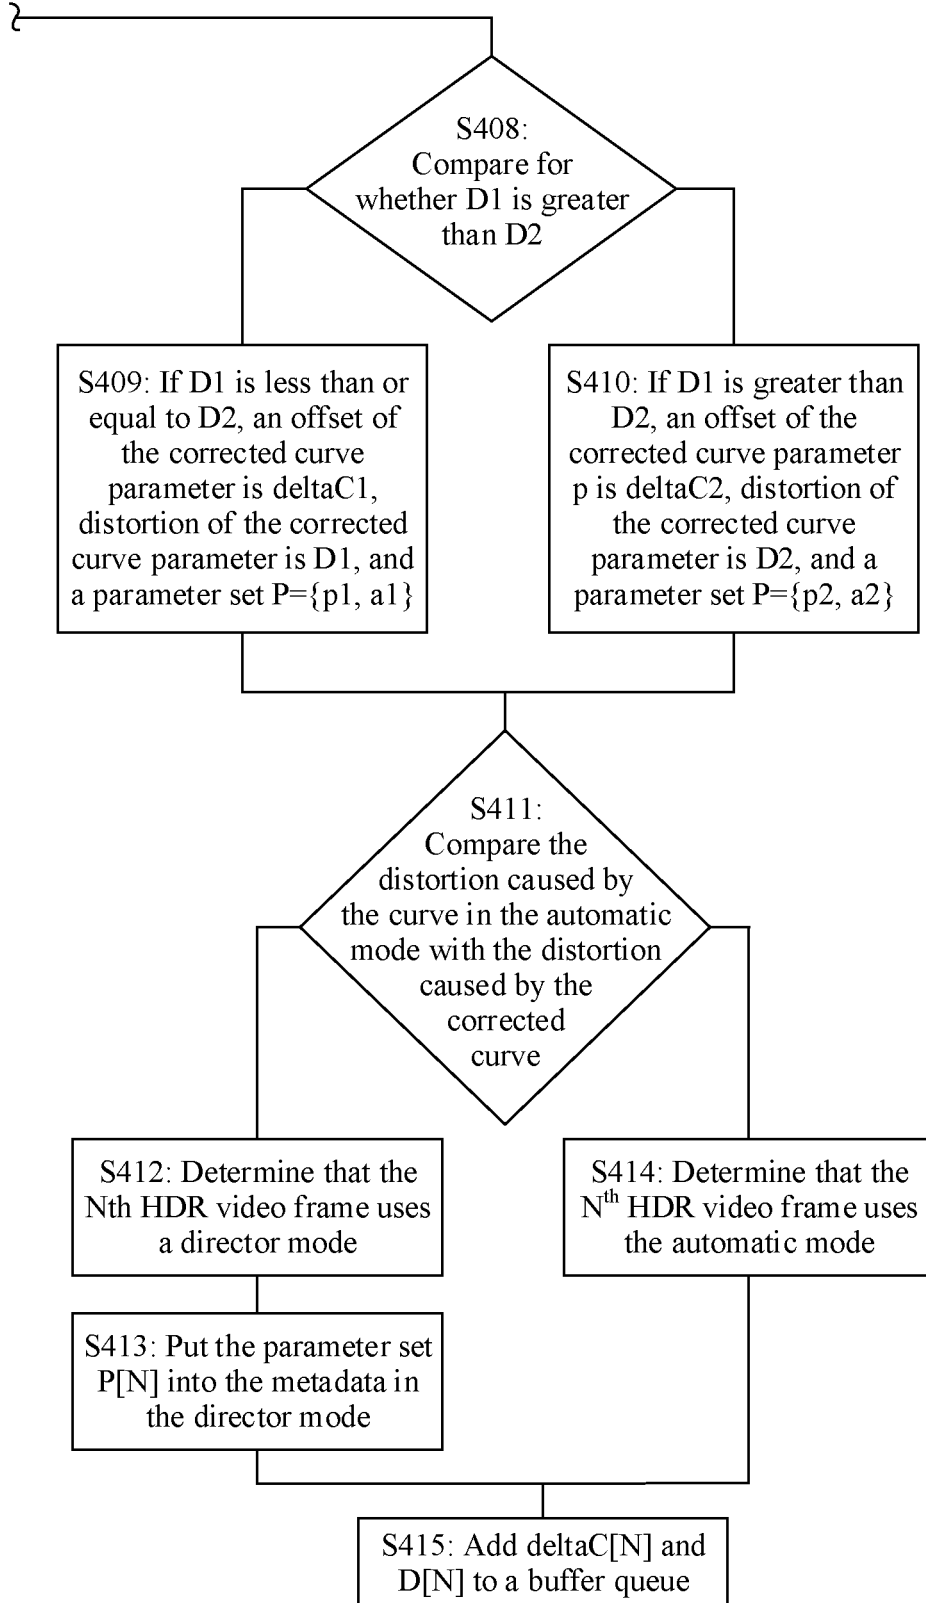 S408:
Compare for
whether D1 is greater
than D2
S409: If D1 is less than or
equal to D2, an offset of
the corrected curve
parameter is deltaC1,
distortion of the corrected
curve parameter is D1, and
a parameter set P={p1, a1}
S410: If D1 is greater than
D2, an offset of the
corrected curve parameter
p is deltaC2, distortion of
the corrected curve
parameter is D2, and a
parameter set P={p2, a2}
S411:
Compare the
distortion caused by
the curve in the automatic
mode with the distortion
caused by the
corrected
curve
S412: Determine that the
Nth HDR video frame uses
a director mode
S414: Determine that the
N^th HDR video frame uses
the automatic mode
S413: Put the parameter set
P[N] into the metadata in
the director mode
S415: Add deltaC[N] and
D[N] to a buffer queue